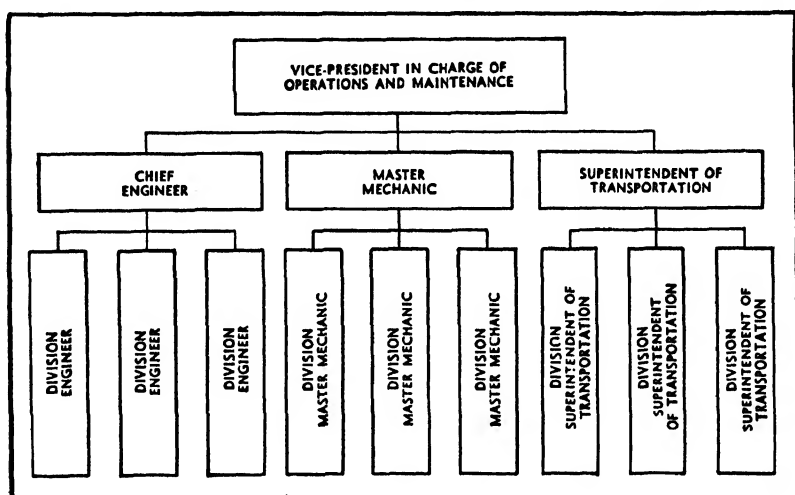 VICE-PRESIDENT IN CHARGE OF
OPERATIONS AND MAINTENANCE
CHIEF
ENGINEER
MASTER
MECHANIC
SUPERINTENDENT OF
TRANSPORTATION
DIVISION
ENGINEER
DIVISION
ENGINEER
DIVISION
ENGINEER
DIVISION
MASTER MECHANIC
DIVISION
MASTER MECHANIC
DIVISION
MASTER MECHANIC
DIVISION
SUPERINTENDENT OF
TRANSPORTATION
DIVISION
SUPERINTENDENT
OF TRANSPORTATION
DIVISION
SUPERINTENDENT OF
TRANSPORTATION